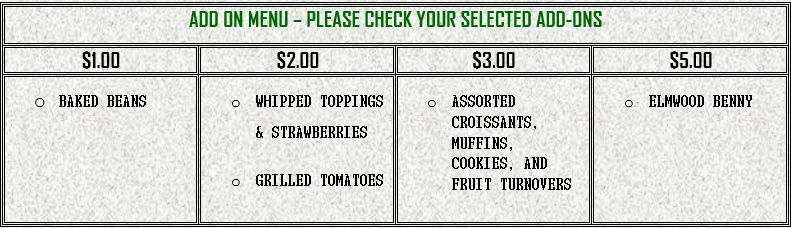 ADD ON MENU – PLEASE CHECK YOUR SELECTED ADD-ONS
$1.00 $2.00 $3.00 $5.00
o BAKED BEANS
o WHIPPED TOPPINGS
& STRAWBERRIES
o GRILLED TOMATOES
o ASSORTED
CROISSANTS,
MUFFINS,
COOKIES, AND
FRUIT TURNOVERS
o ELMWOOD BENNY